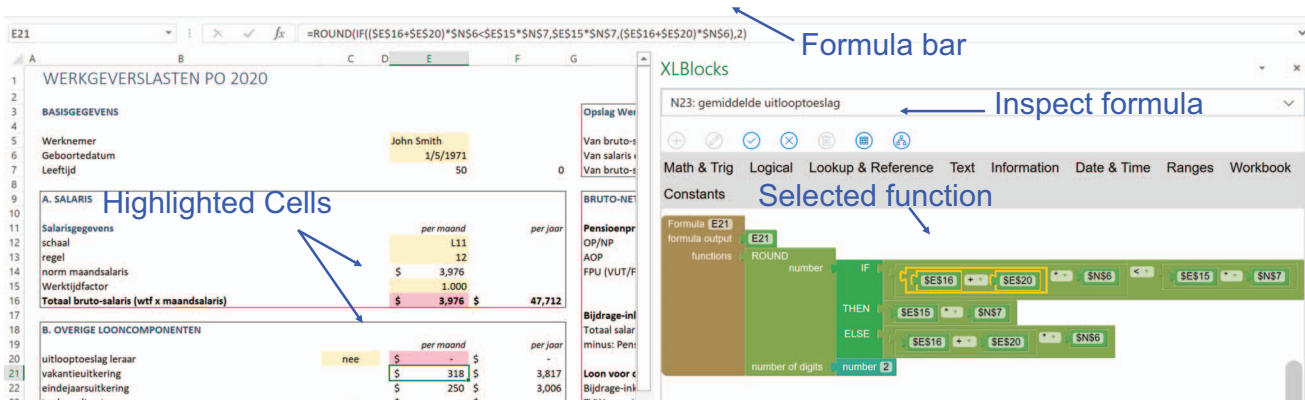 E21 fx =ROUND(IF(($E$16+$E$20)*$N$6<$E$15*$N$7,$E$15*$N$7,($E$16+$E$20)*$N$6),2)
Formula bar
A B C D E F G
1 WERKGEVERSLASTEN PO 2020
2
3 BASISGEGEVENS Opslag Wer
4
5 Werknemer John Smith Van bruto-s
6 Geboortedatum 1/5/1971 Van salaris
7 Leeftijd 50 0 Van bruto-s
8
9 A. SALARIS BRUTO-NET
Highlighted Cells
10
11 Salarisgegevens per maand per jaar Pensioenpr
12 schaal L11 OP/NP
13 regel 12 AOP
14 norm maandsalaris $ 3,976 FPU (VUT/F
15 Werktijdfactor 1.000
16 Totaal bruto-salaris (wtf x maandsalaris) $ 3,976 $ 47,712
17 Bijdrage-inl
18 B. OVERIGE LOONCOMPONENTEN Totaal salar
19 per maand per jaar minus: Pens
20 uitlooptoeslag leraar nee $ - $ -
21 vakantieuitkering $ 318 $ 3,817 Loon voor
22 eindejaarsuitkering $ 250 $ 3,006 Bijdrage-ink
XLBlocks
N23: gemiddelde uitlooptoeslag
Inspect formula
Math & Trig Logical Lookup & Reference Text Information Date & Time Ranges Workbook
Constants
Selected function
Formula E21
formula output E21
functions ROUND
number IF $E$16 + $E$20 * $N$6 < $E$15 * $N$7
THEN $E$15 * $N$7
ELSE $E$16 + $E$20 * $N$6
number of digits number 2